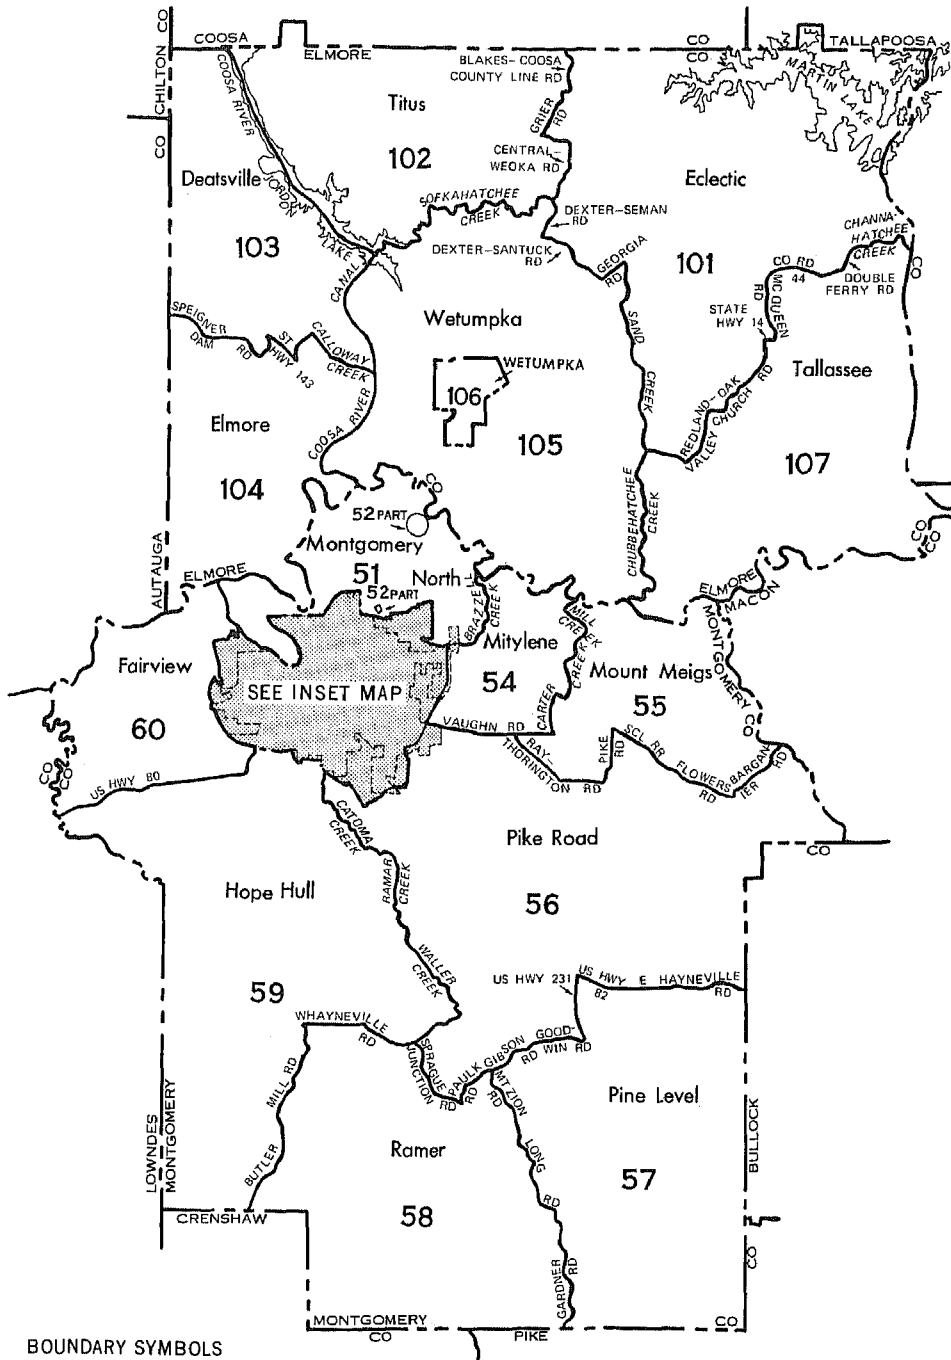 CO
COOSA
ELMORE
CO
CO
TALLAPOOSA
CHILTON
CO
COOSA RIVER
BLAKES-COOSA
COUNTY LINE RD
MARTIN LAKE
Titus
GRIER
RD
102
CENTRAL-
WEOKA RD
Eclectic
Deatsville
JORDON
LAKE
SOFKAHATCHEE
CREEK
DEXTER-SEMAN
RD
CHANNA-
HATCHEE
CREEK
103
DEXTER-SANTUCK
RD
GEORGIA
RD
101
CO RD
44
DOUBLE
FERRY RD
CO
CANAL
MC QUEEN
RD
STATE
HWY 14
SPEIGNER
DAM RD
ST
HWY 143
CALLOWAY
CREEK
Wetumpka
SAND
CREEK
WETUMPKA
106
Tallassee
Elmore
COOSA RIVER
105
REDLAND-OAK
VALLEY CHURCH RD
107
104
CO
52 PART
CHUBBEHATCHEE
CREEK
CO
CO
Montgomery
AUTAUGA
ELMORE
51
North
52 PART
BRAZZEL
CREEK
MILL
CREEK
ELMORE
MACON
MONTGOMERY
CO
Fairview
Mitylene
Mount Meigs
SEE INSET MAP
54
CARTER
CREEK
55
60
VAUGHN RD
RAY-
THORINGTON RD
PIKE
RD
SCL RR
FLOWERS
RD
BARGAN-
IER
RD
CO
CO
US HWY 80
CATOMA
CREEK
Pike Road
CO
RAMAR
CREEK
Hope Hull
56
WALLER
CREEK
US HWY 231
US HWY
82
E HAYNEVILLE
RD
59
WHAYNEVILLE
RD
SPRAGUE
JUNCTION
RD
PAULK
RD
GIBSON
RD
GOOD-
WIN RD
MT ZION
RD
MILL RD
BUTLER
Pine Level
Ramer
LONG
RD
57
BULLOCK
CO
LOWNDES
MONTGOMERY
58
CRENSHAW
GARDNER
RD
MONTGOMERY
CO
PIKE
CO
BOUNDARY SYMBOLS